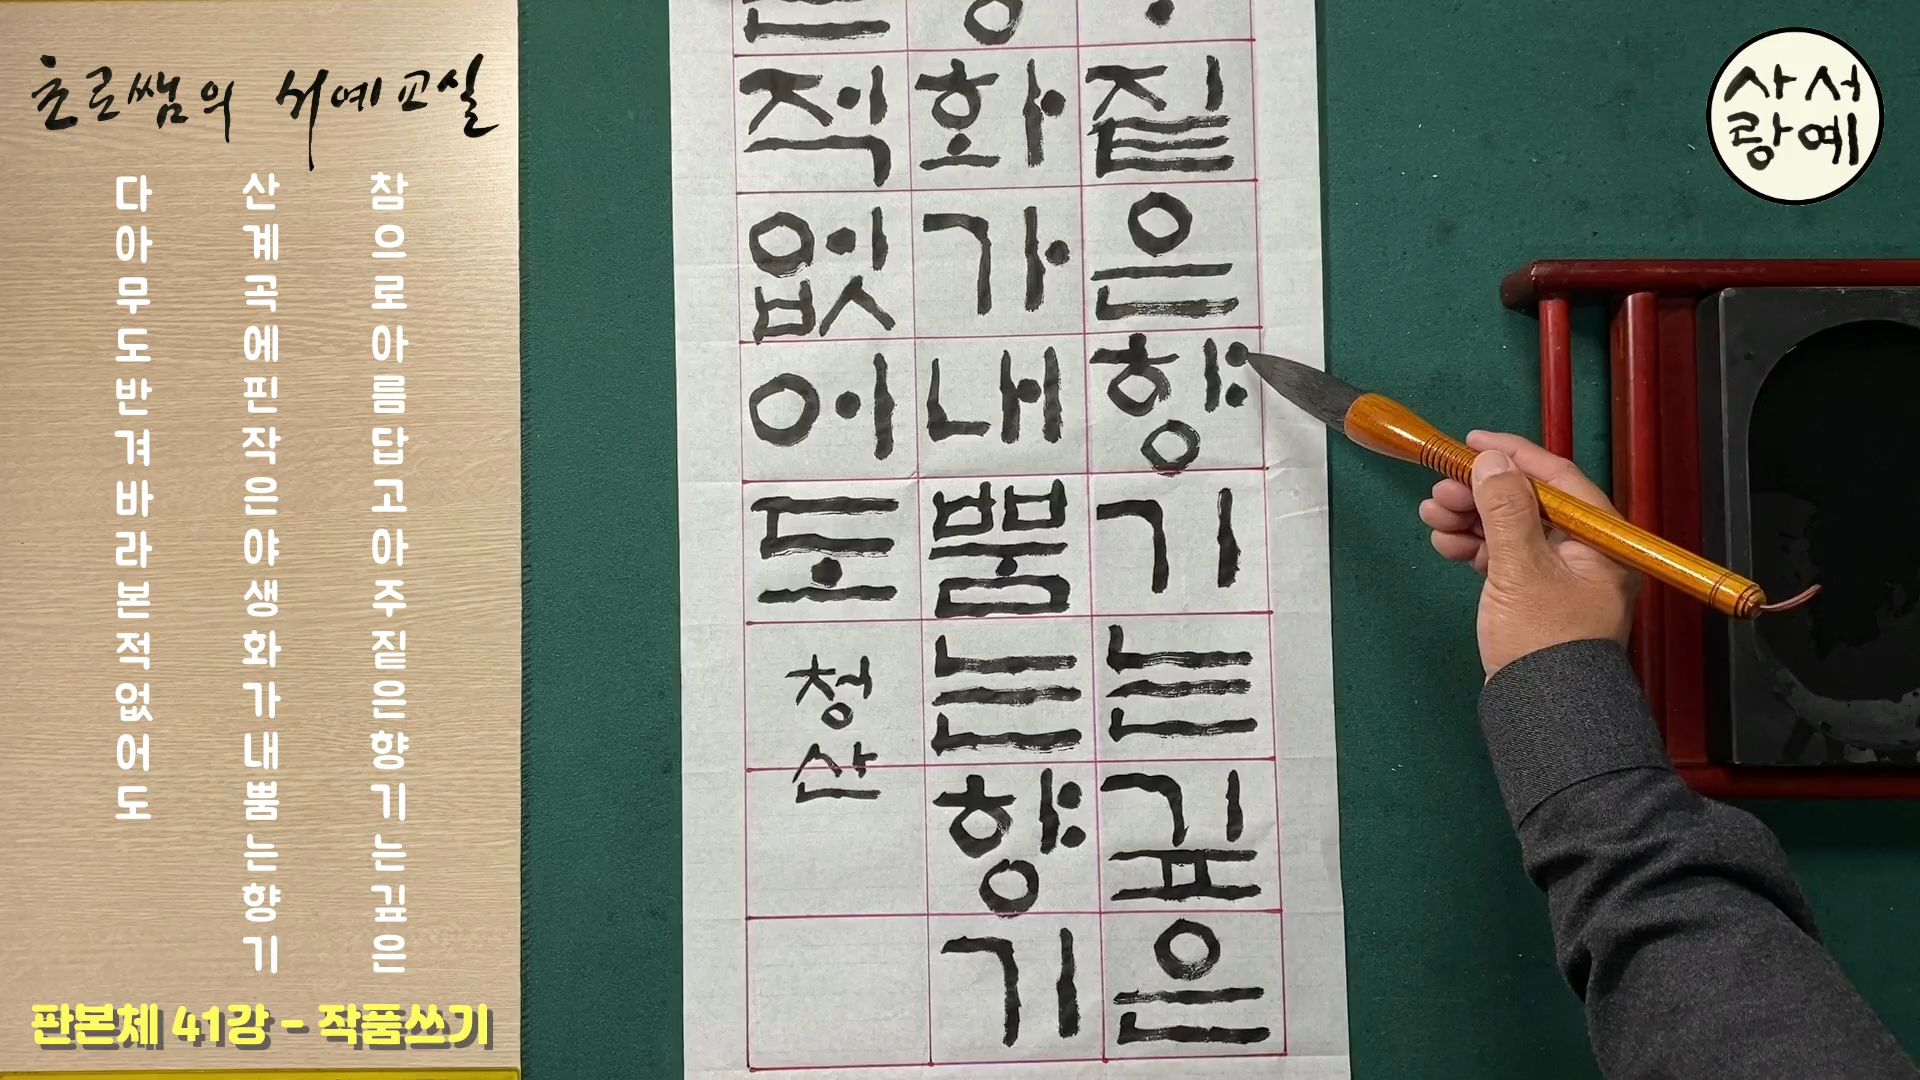 초로쌤의 서예교실
참으로아름답고아주짙은향기는깊은
산계곡에핀작은야생화가내뿜는향기
다아무도반겨바라본적없어도
판본체 41강 - 작품쓰기
짙은향기는깊은
화가내뿜는향기
적없어도
청산
서예
사랑